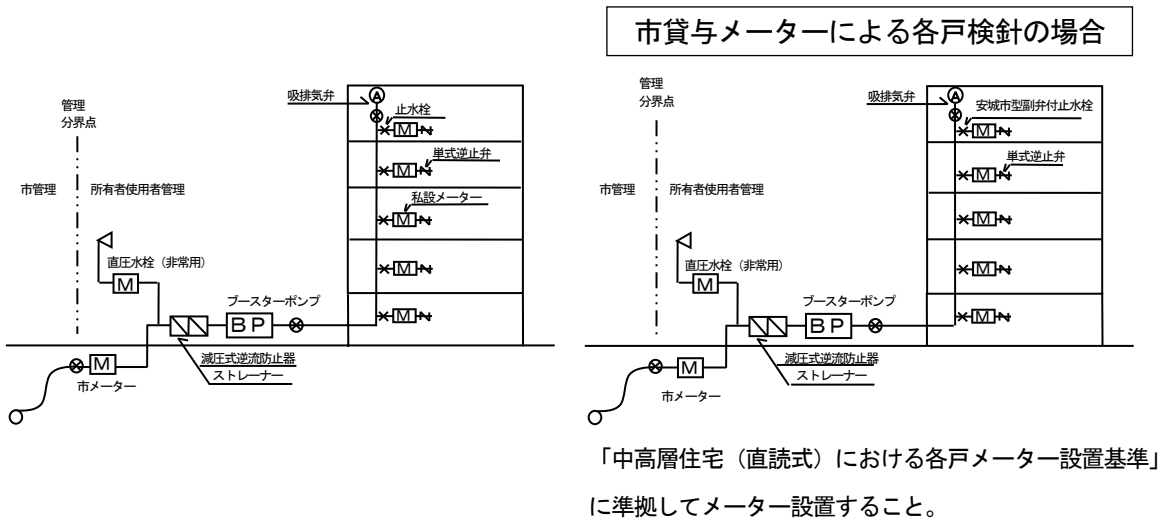 市貸与メーターによる各戸検針の場合
管理
分界点
市管理
所有者使用者管理
吸排気弁
A
止水栓
M
単式逆止弁
M
私設メーター
M
M
M
直圧水栓（非常用）
M
ブースターポンプ
BP
減圧式逆流防止器
ストレーナー
M
市メーター
管理
分界点
市管理
所有者使用者管理
吸排気弁
A
安城市型副弁付止水栓
M
単式逆止弁
M
M
M
M
直圧水栓（非常用）
M
ブースターポンプ
BP
減圧式逆流防止器
ストレーナー
M
市メーター
「中高層住宅（直読式）における各戸メーター設置基準」
に準拠してメーター設置すること。